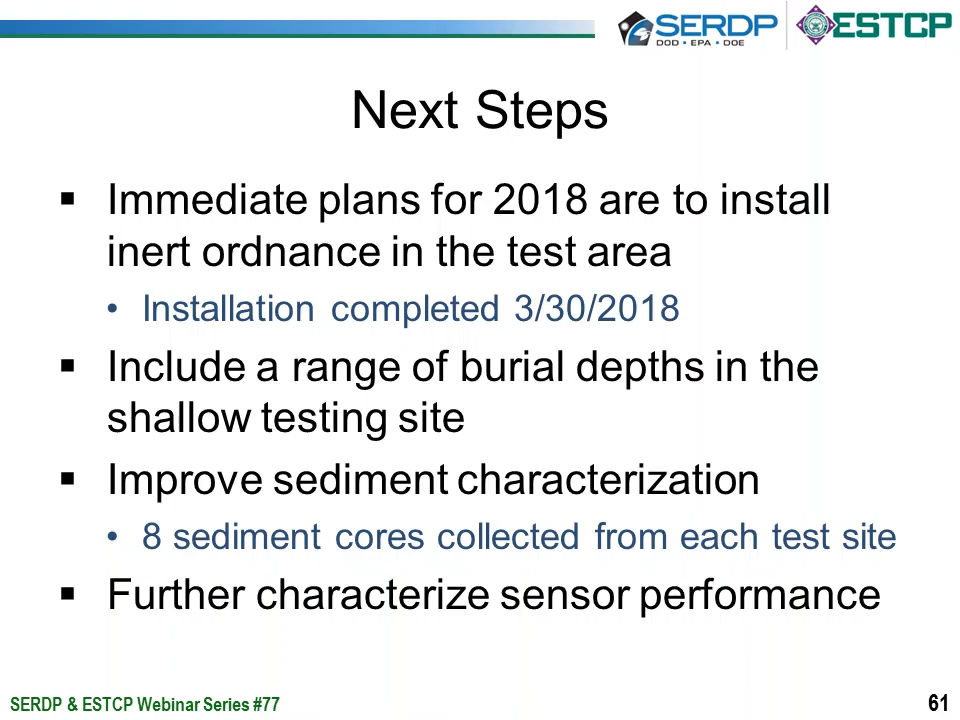 SERDP
DOD • EPA • DOE
ESTCP
Next Steps
▪ Immediate plans for 2018 are to install
inert ordnance in the test area
• Installation completed 3/30/2018
▪ Include a range of burial depths in the
shallow testing site
▪ Improve sediment characterization
• 8 sediment cores collected from each test site
▪ Further characterize sensor performance
SERDP & ESTCP Webinar Series #77
61